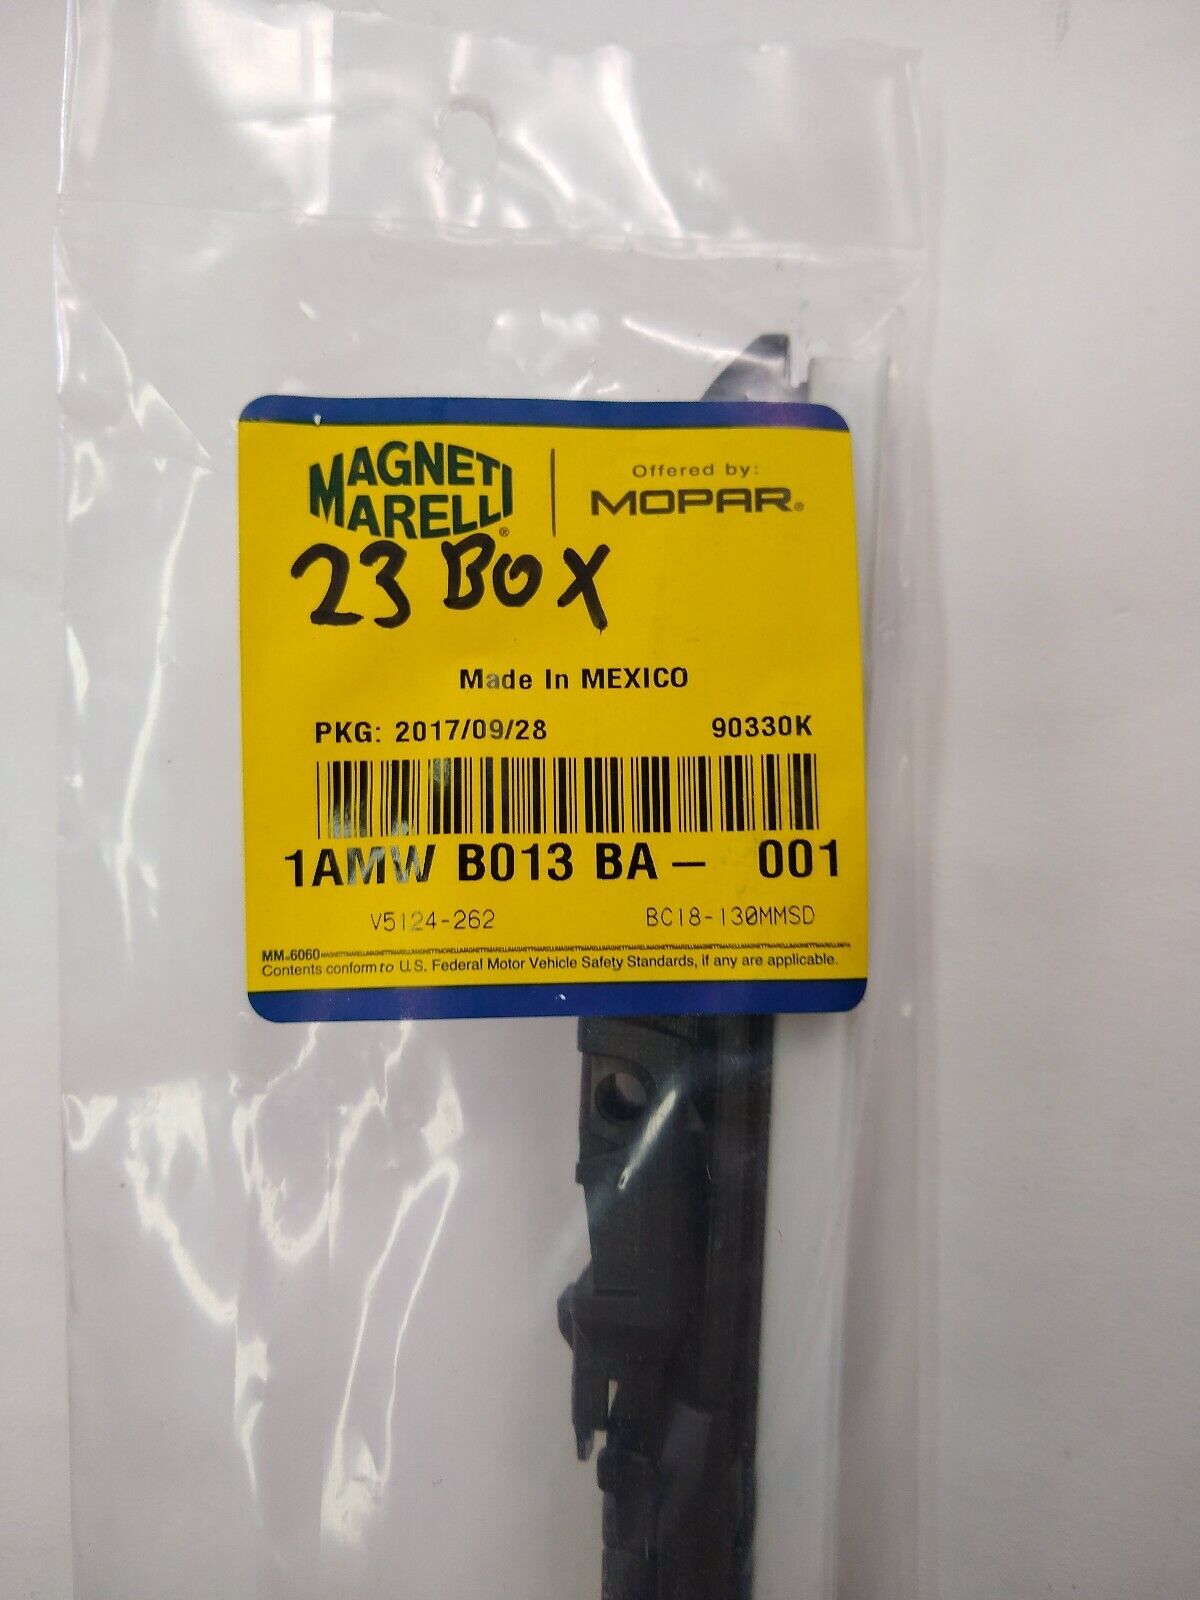 MAGNETI
MARELLI®
Offered by:
MOPAR®
23 BOX
Made In MEXICO
PKG: 2017/09/28 90330K
1AMW B013 BA – 001
V5124-262 BC18-130MMSD
MM-6060
Contents conform to U.S. Federal Motor Vehicle Safety Standards, if any are applicable.